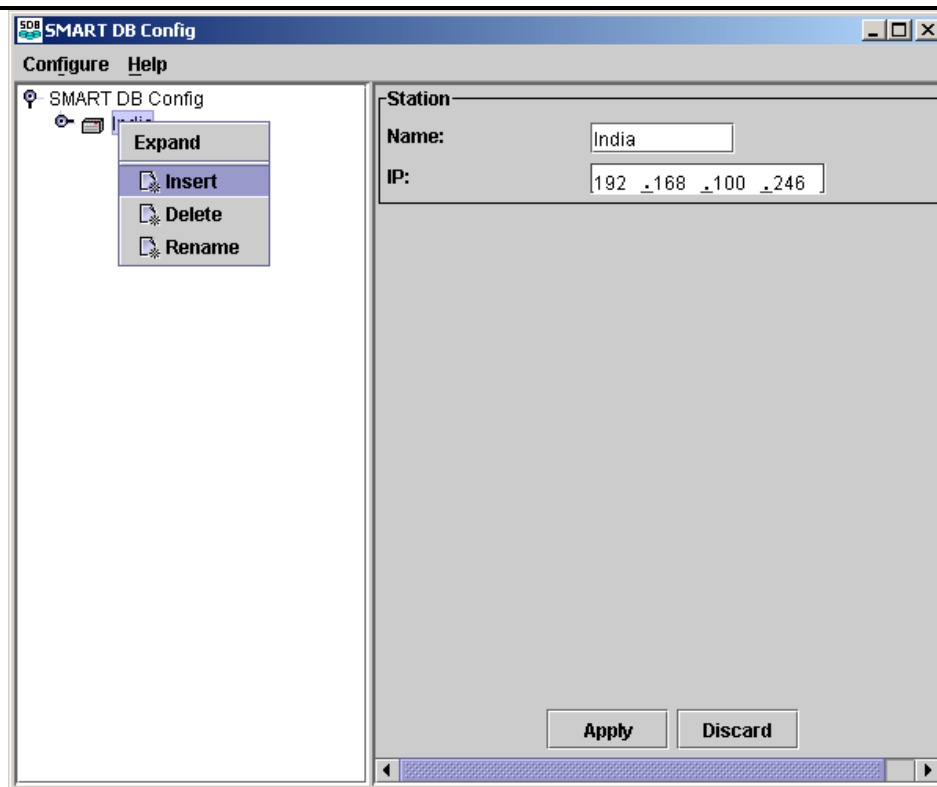 SDB SMART DB Config
Configure Help
SMART DB Config
Expand
Insert
Delete
Rename
Station
Name: India
IP: 192 .168 .100 .246
Apply Discard